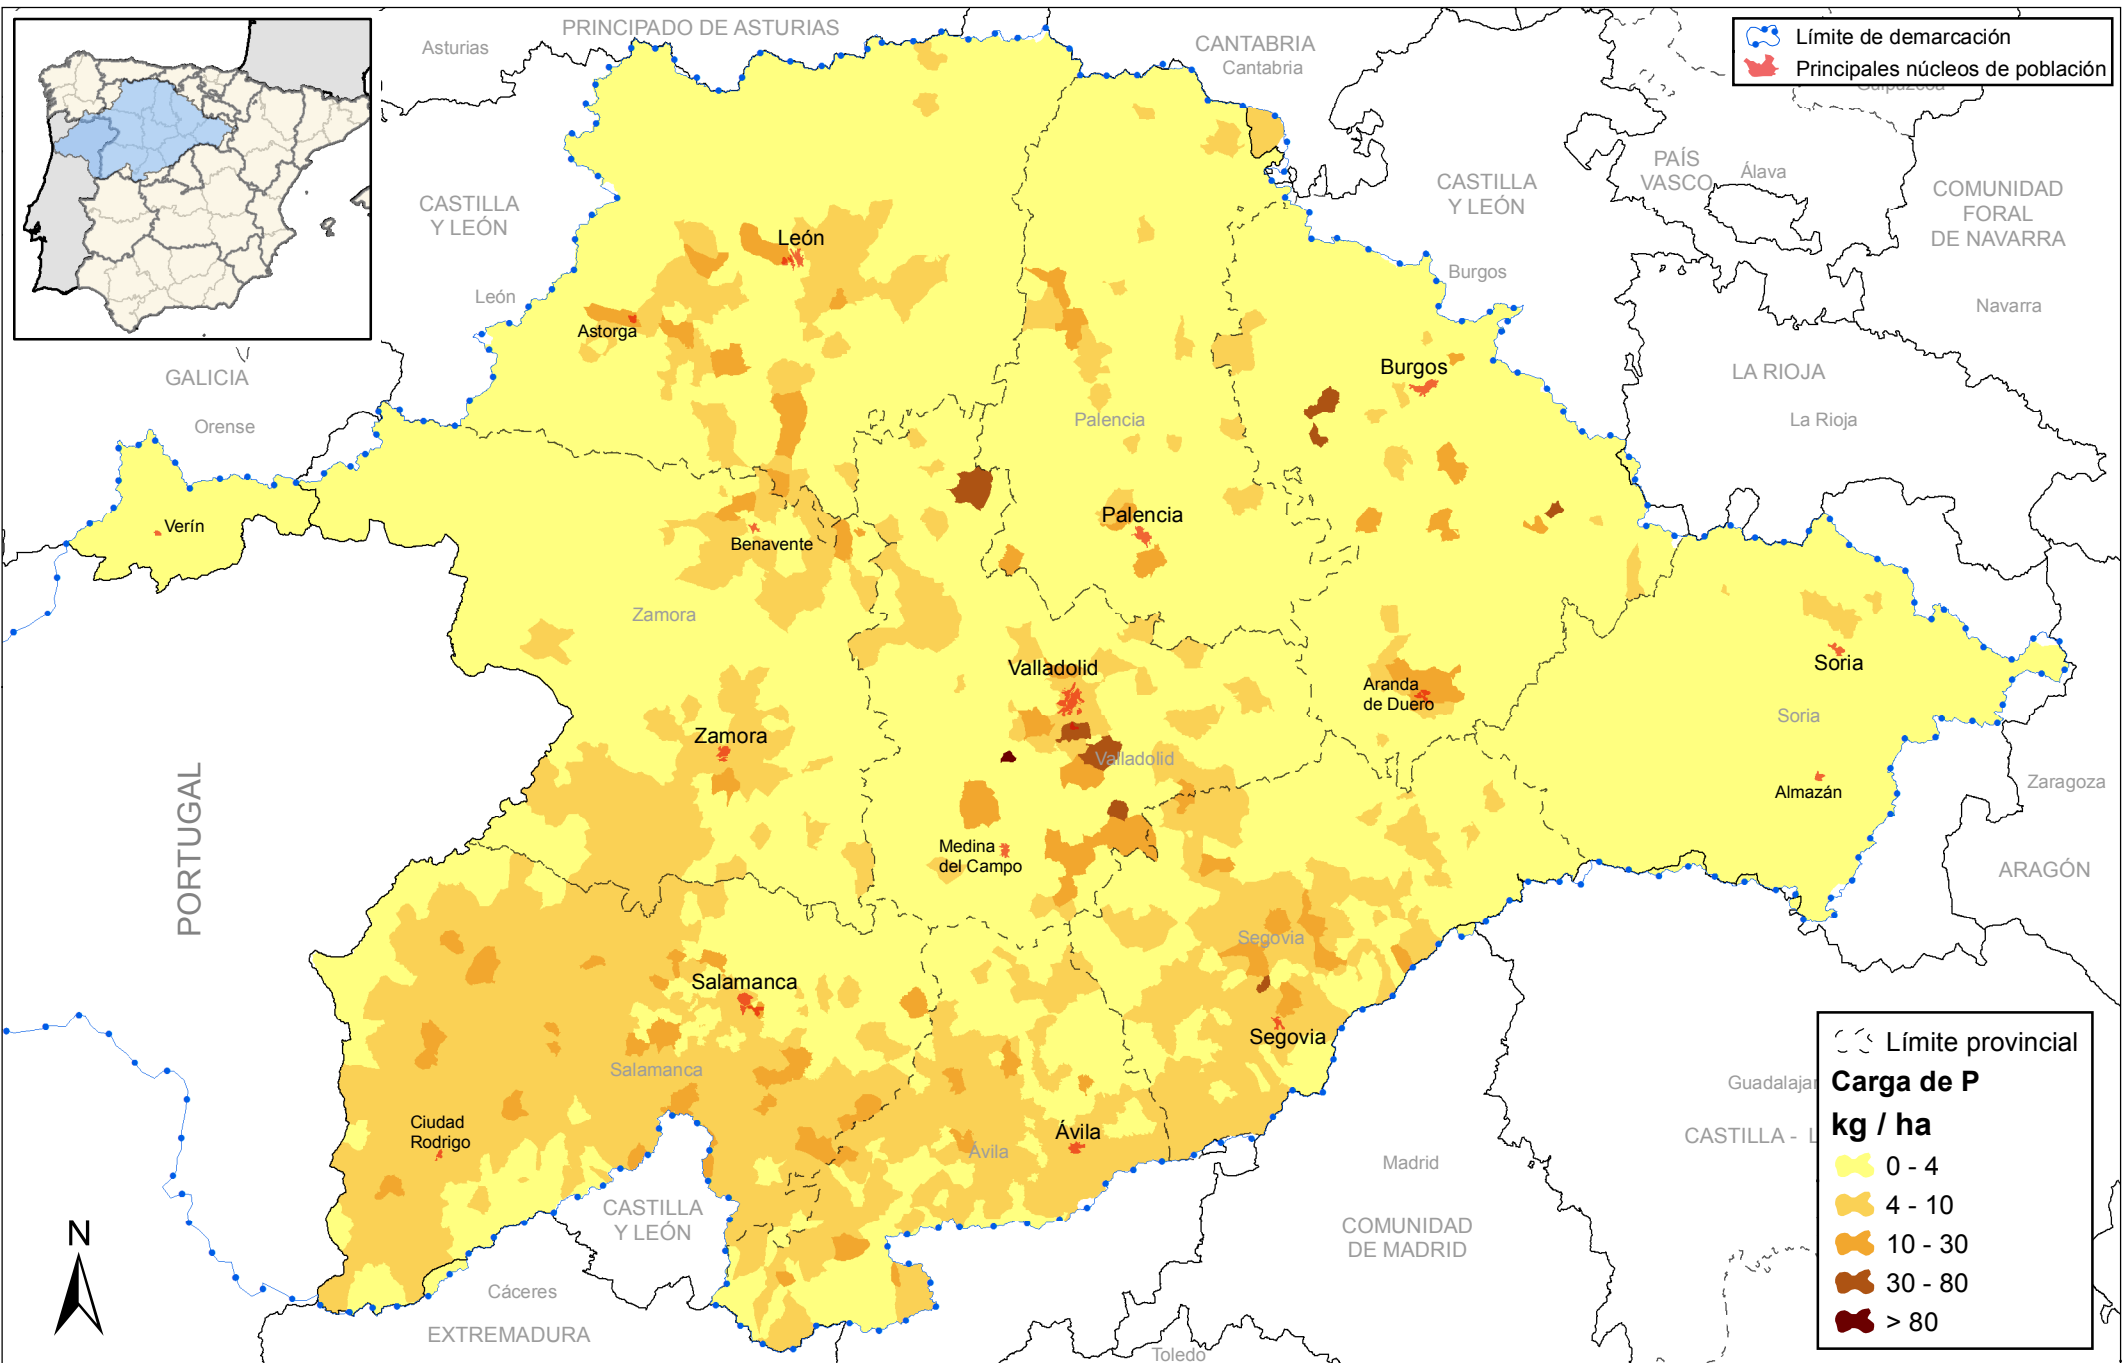 PRINCIPADO DE ASTURIAS
Asturias
CANTABRIA
Cantabria
Límite de demarcación
Principales núcleos de población
PAÍS
VASCO
Álava
CASTILLA
Y LEÓN
COMUNIDAD
FORAL
DE NAVARRA
CASTILLA
Y LEÓN
León
León
Burgos
Navarra
Astorga
GALICIA
Orense
Burgos
LA RIOJA
La Rioja
Palencia
Verín
Benavente
Palencia
Zamora
Valladolid
Aranda
de Duero
Soria
Soria
Zamora
Valladolid
Almazán
Zaragoza
PORTUGAL
Medina
del Campo
ARAGÓN
Segovia
Salamanca
Segovia
Salamanca
Ciudad
Rodrigo
Ávila
Ávila
Madrid
CASTILLA
Y LEÓN
COMUNIDAD
DE MADRID
Cáceres
EXTREMADURA
Toledo
N
Guadalajar
CASTILLA -
Límite provincial
Carga de P
kg / ha
0 - 4
4 - 10
10 - 30
30 - 80
> 80